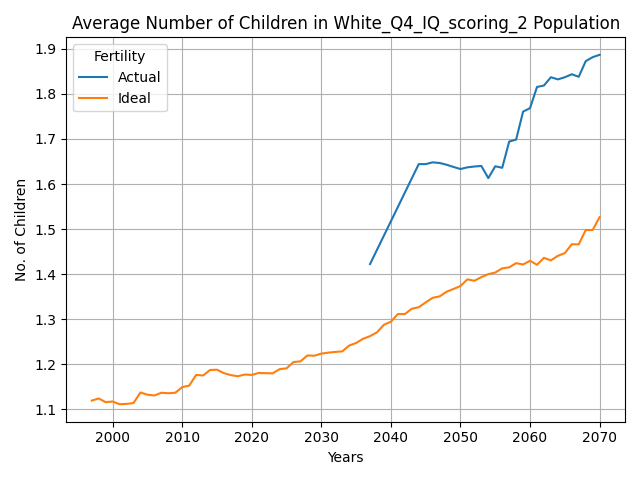 Average Number of Children in White_Q4_IQ_scoring_2 Population
Fertility
Actual
Ideal
1.9
1.8
1.7
1.6
1.5
1.4
1.3
1.2
1.1
No. of Children
2000 2010 2020 2030 2040 2050 2060 2070
Years